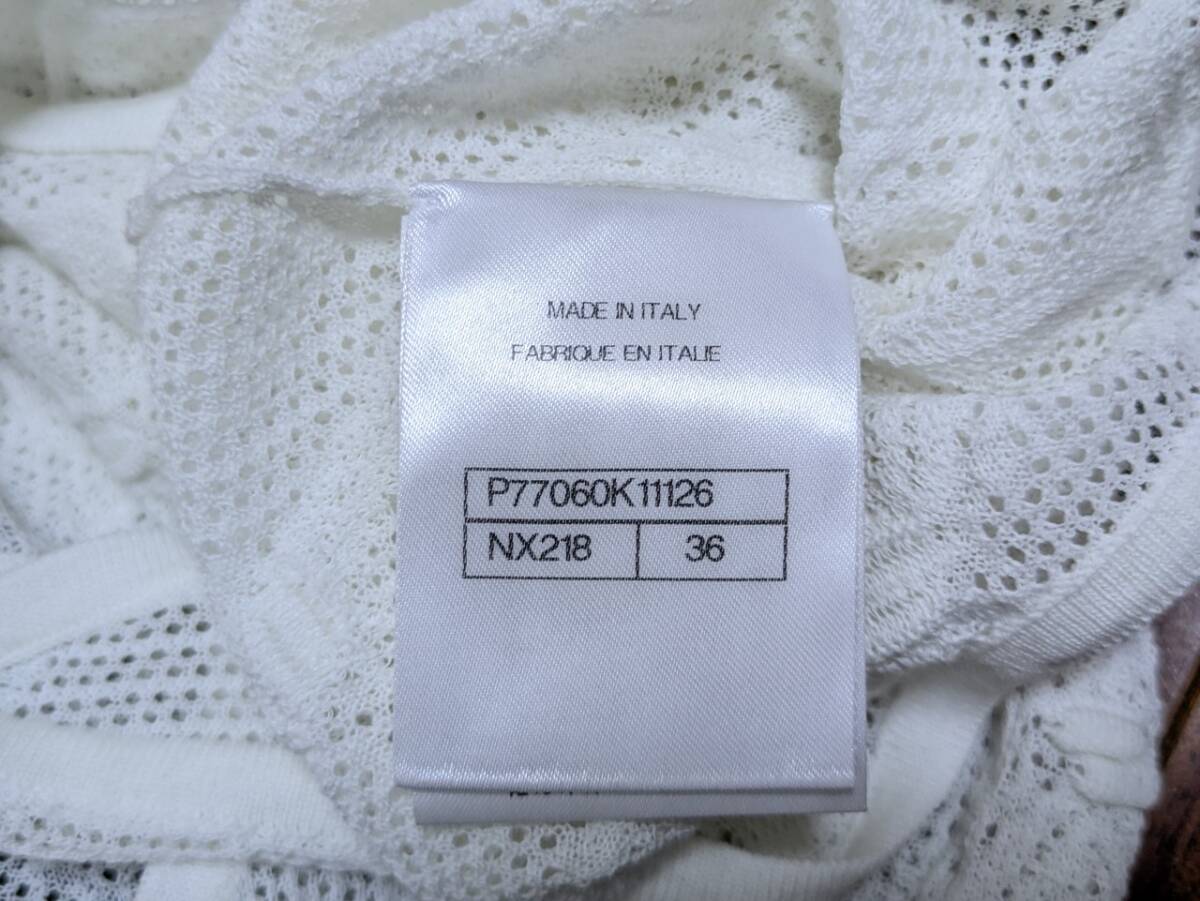 MADE IN ITALY
FABRIQUE EN ITALIE
P77060K11126
NX218 36